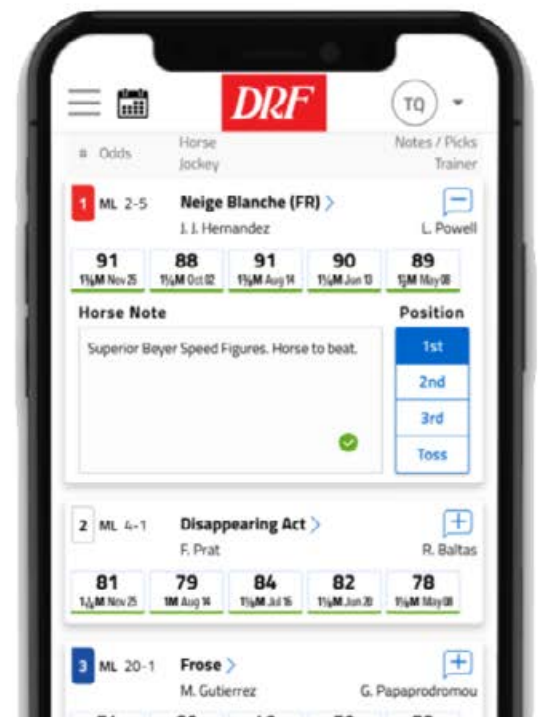 DRF
TQ
# Odds Horse Jockey Notes / Picks Trainer
1 ML 2-5 Neige Blanche (FR) >
J. J. Hernandez L. Powell
91 88 91 90 89
Nov 25 Oct 02 Aug 14 Jun 13 May 08
Horse Note Position
Superior Beyer Speed Figures. Horse to beat.
1st
2nd
3rd
Toss
2 ML 4-1 Disappearing Act >
F. Prat R. Baltas
81 79 84 82 78
Nov 25 1M Aug 14 Jul 16 Jun 20 May 08
3 ML 20-1 Frose >
M. Gutierrez G. Papaprodromou